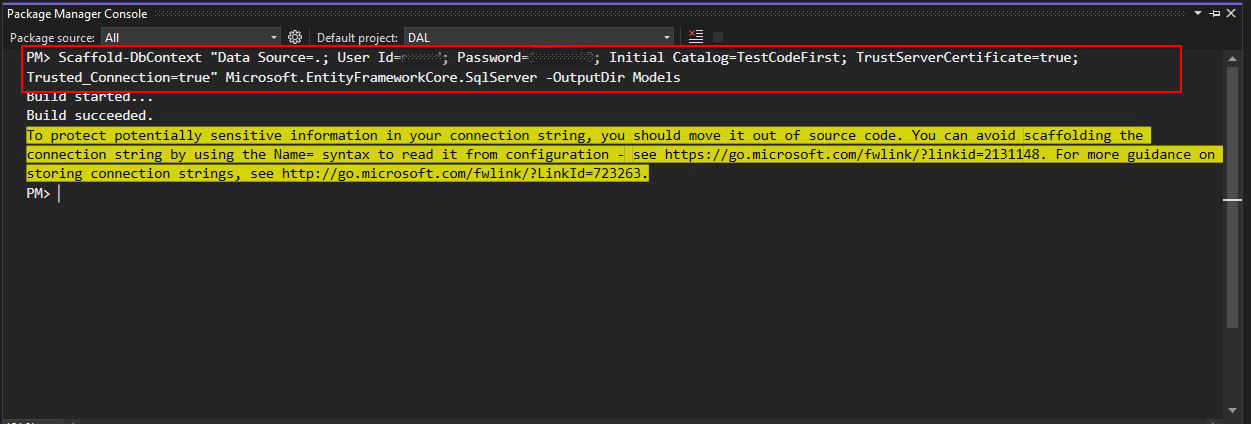 Package Manager Console
Package source: All Default project: DAL
PM> Scaffold-DbContext "Data Source=.; User Id=; Password=; Initial Catalog=TestCodeFirst; TrustServerCertificate=true;
Trusted_Connection=true" Microsoft.EntityFrameworkCore.SqlServer -OutputDir Models
Build started...
Build succeeded.
To protect potentially sensitive information in your connection string, you should move it out of source code. You can avoid scaffolding the
connection string by using the Name= syntax to read it from configuration - see https://go.microsoft.com/fwlink/?linkid=2131148. For more guidance on
storing connection strings, see http://go.microsoft.com/fwlink/?LinkId=723263.
PM>